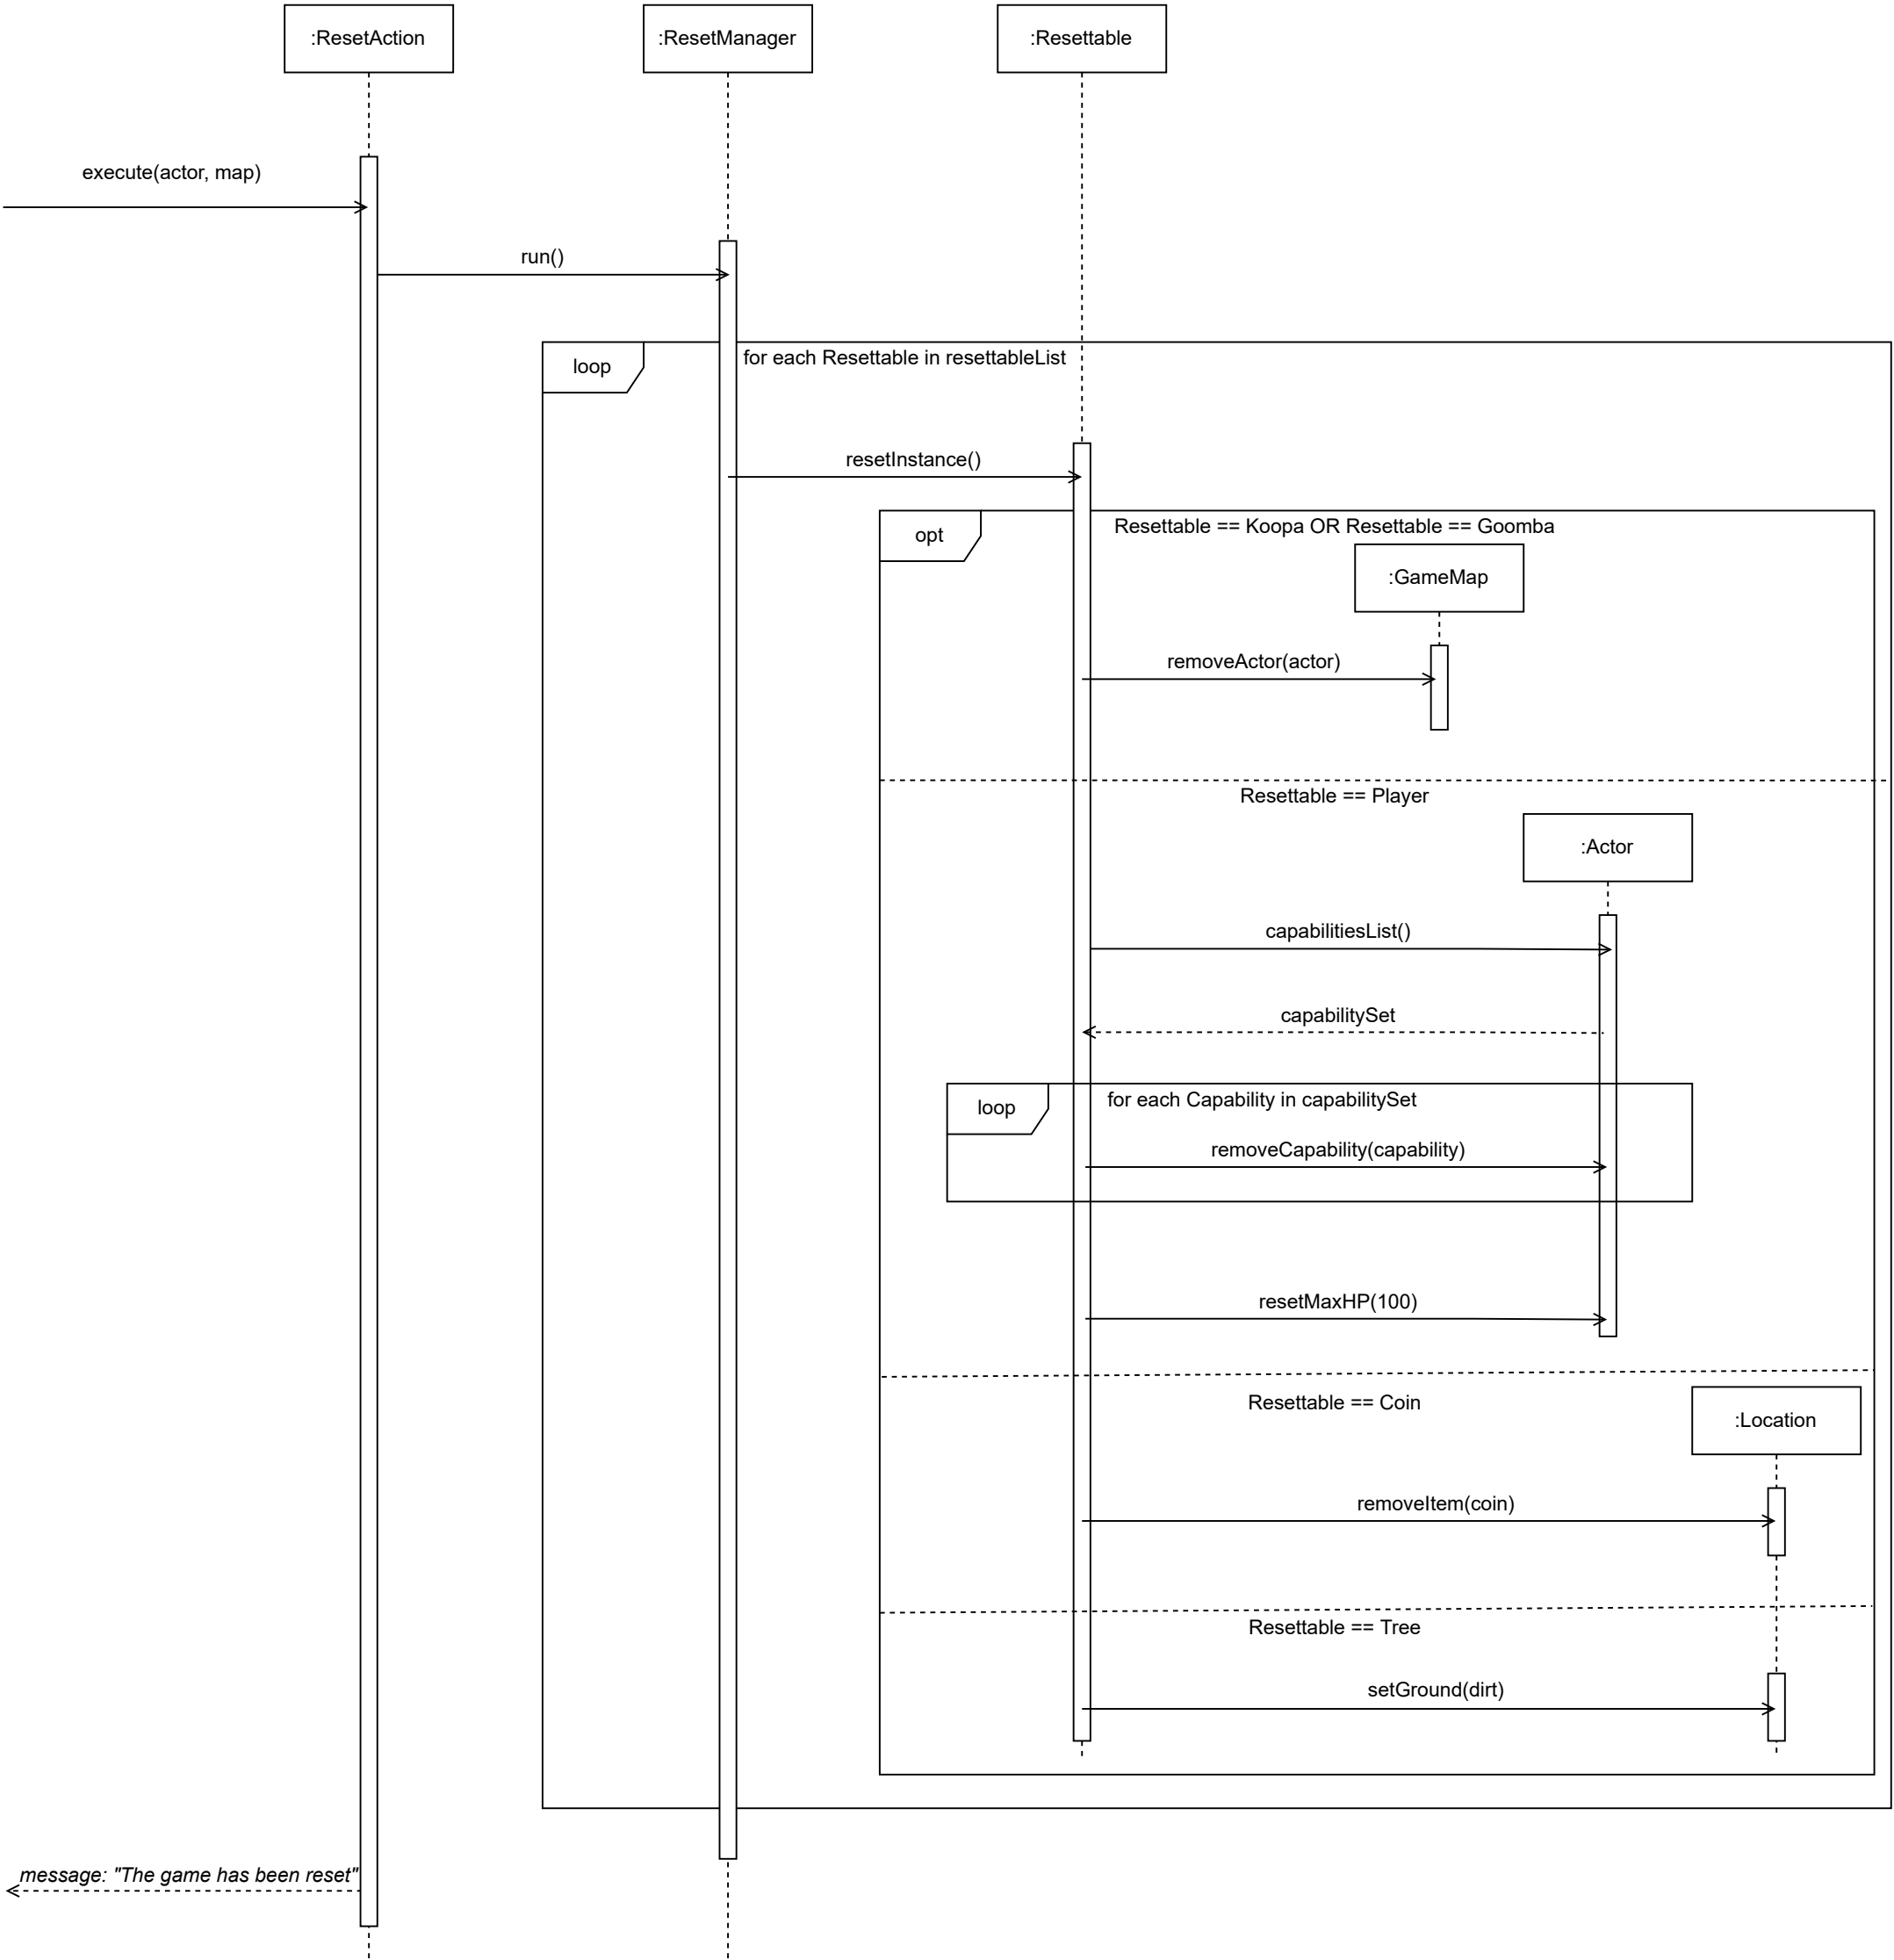 :ResetAction
:ResetManager
:Resettable
execute(actor, map)
run()
loop
for each Resettable in resettableList
resetInstance()
opt
Resettable == Koopa OR Resettable == Goomba
:GameMap
removeActor(actor)
Resettable == Player
:Actor
capabilitiesList()
capabilitySet
loop
for each Capability in capabilitySet
removeCapability(capability)
resetMaxHP(100)
Resettable == Coin
:Location
removeItem(coin)
Resettable == Tree
setGround(dirt)
message: "The game has been reset"